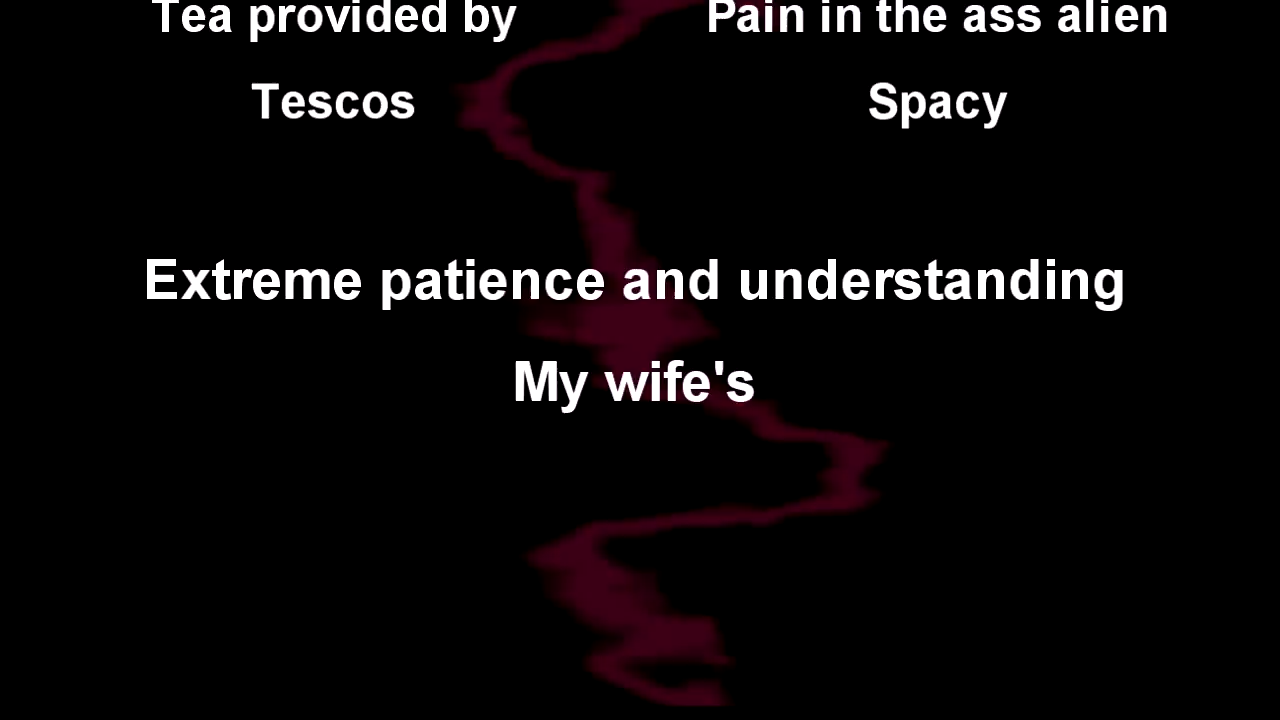 Tea provided by
Tescos
Pain in the ass alien
Spacy
Extreme patience and understanding
My wife's